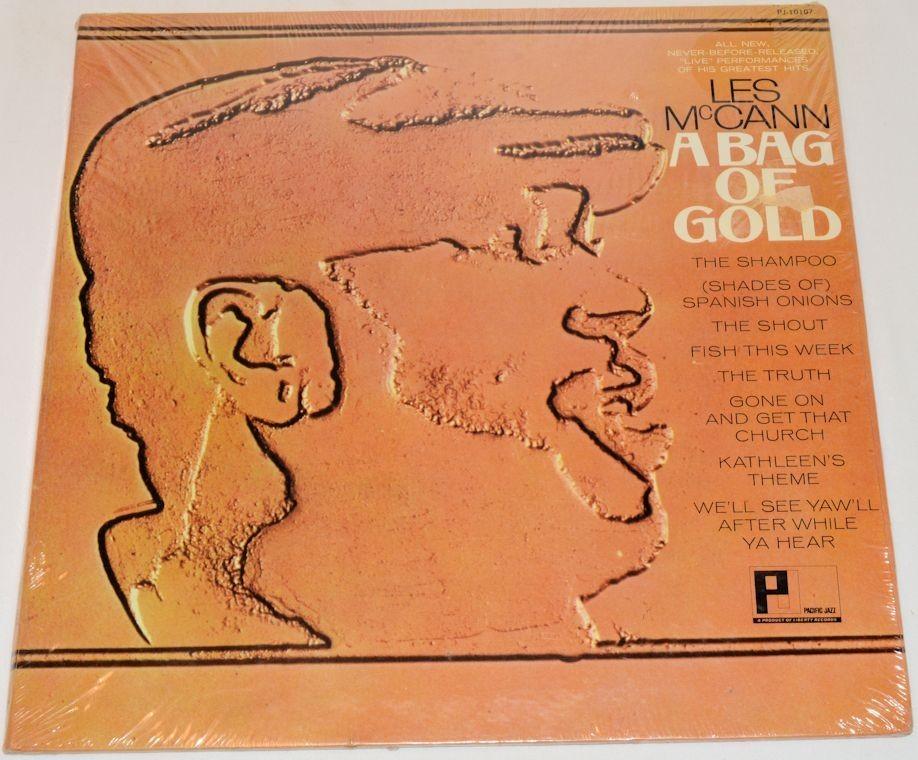 PJ-10107
ALL NEW,
NEVER-BEFORE-RELEASED,
"LIVE" PERFORMANCES
OF HIS GREATEST HITS.
LES
McCANN
A BAG
OF
GOLD
THE SHAMPOO
(SHADES OF)
SPANISH ONIONS
THE SHOUT
FISH THIS WEEK
THE TRUTH
GONE ON
AND GET THAT
CHURCH
KATHLEEN'S
THEME
WE'LL SEE YAW'LL
AFTER WHILE
YA HEAR
P
PACIFIC JAZZ
A PRODUCT OF LIBERTY RECORDS